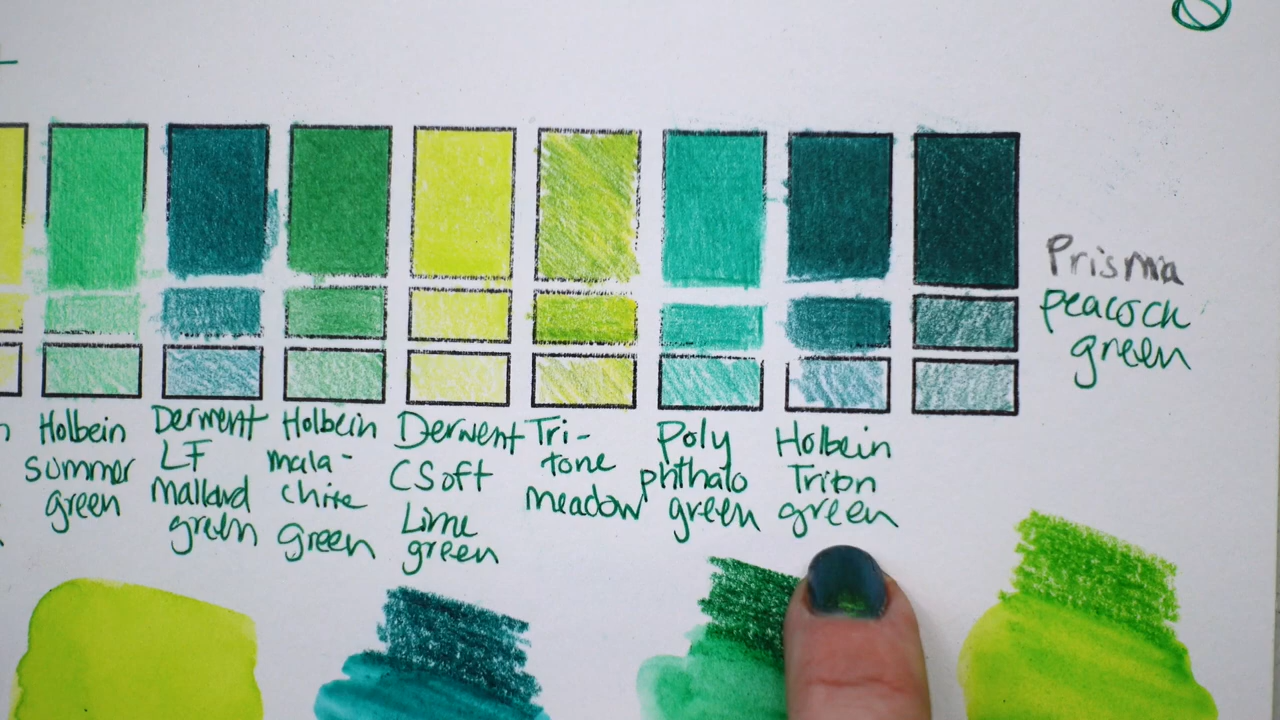 Holbein
summer
green
Derment
LF
mallard
green
Holbein
mala-
chite
green
Derwent
CSoft
Lime
green
Tri-
tone
meadow
Poly
phthalo
green
Holbein
Triton
green
Prisma
peacock
green